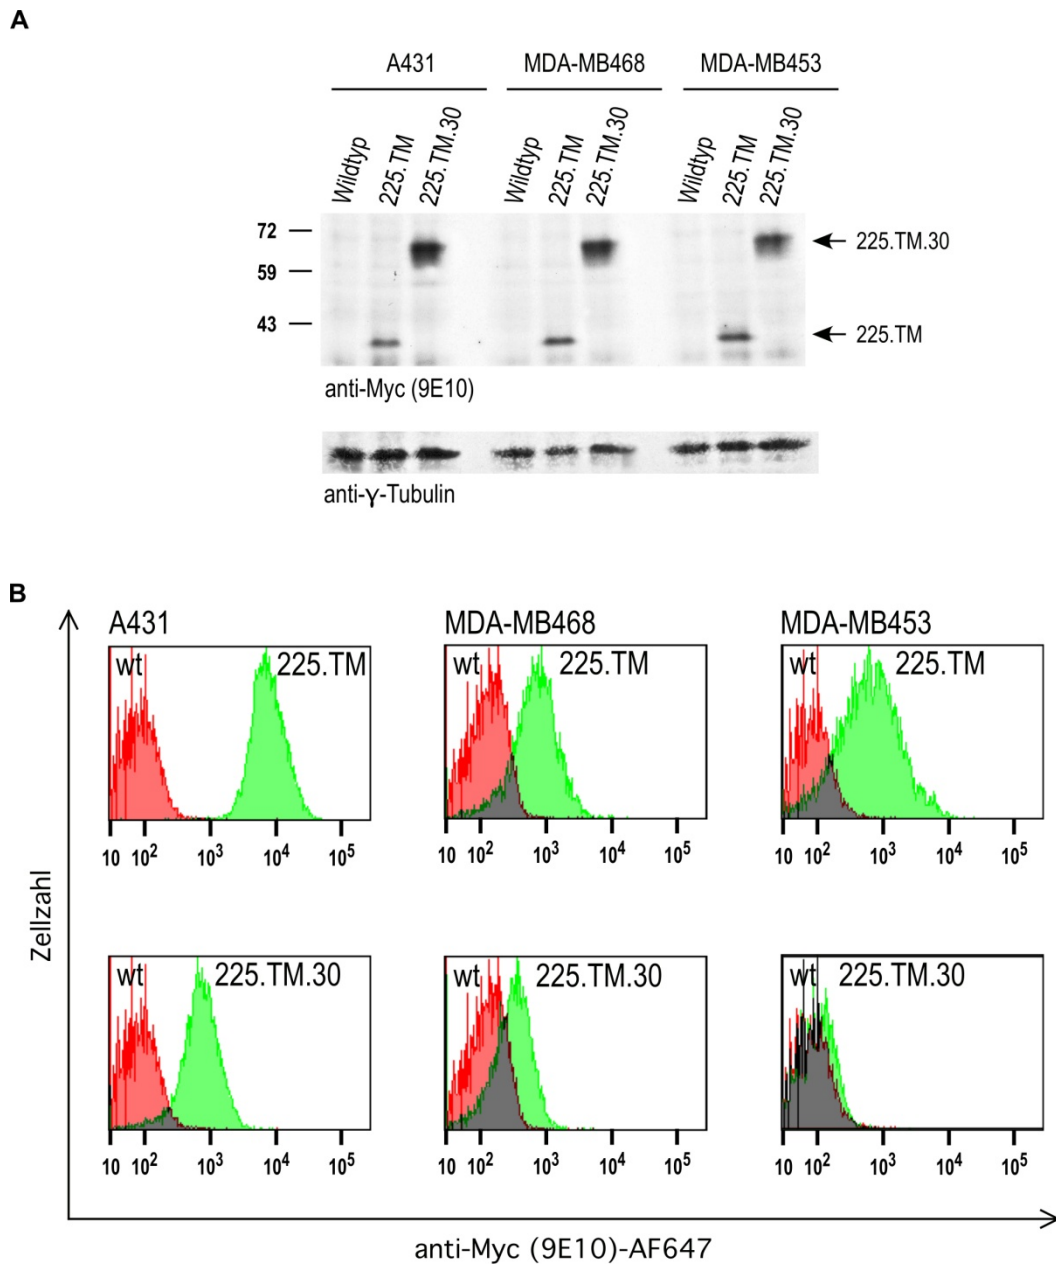 A
A431 MDA-MB468 MDA-MB453
Wildtyp 225.TM 225.TM.30 Wildtyp 225.TM 225.TM.30 Wildtyp 225.TM 225.TM.30
72
225.TM.30
59
43
225.TM
anti-Myc (9E10)
anti-γ-Tubulin
B
A431 MDA-MB468 MDA-MB453
wt 225.TM wt 225.TM wt 225.TM
10 10² 10³ 10⁴ 10⁵ 10 10² 10³ 10⁴ 10⁵ 10 10² 10³ 10⁴ 10⁵
Zellzahl
wt 225.TM.30 wt 225.TM.30 wt 225.TM.30
10 10² 10³ 10⁴ 10⁵ 10 10² 10³ 10⁴ 10⁵ 10 10² 10³ 10⁴ 10⁵
anti-Myc (9E10)-AF647